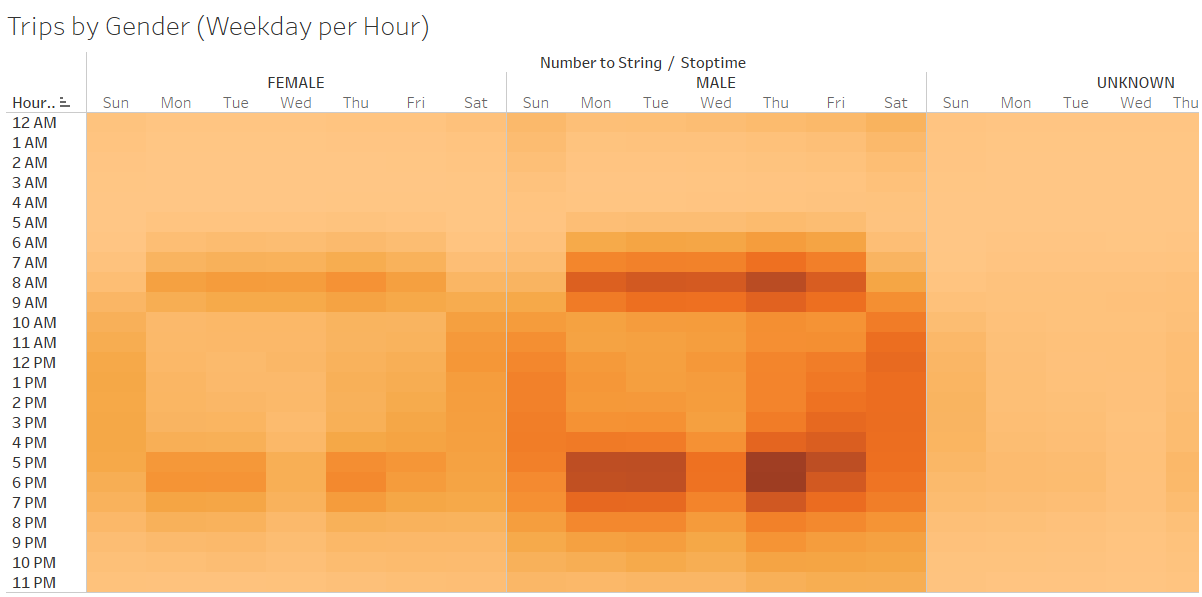 Trips by Gender (Weekday per Hour)
Number to String / Stoptime
FEMALE MALE UNKNOWN
Hour.. Sun Mon Tue Wed Thu Fri Sat Sun Mon Tue Wed Thu Fri Sat Sun Mon Tue Wed Thu
12 AM
1 AM
2 AM
3 AM
4 AM
5 AM
6 AM
7 AM
8 AM
9 AM
10 AM
11 AM
12 PM
1 PM
2 PM
3 PM
4 PM
5 PM
6 PM
7 PM
8 PM
9 PM
10 PM
11 PM